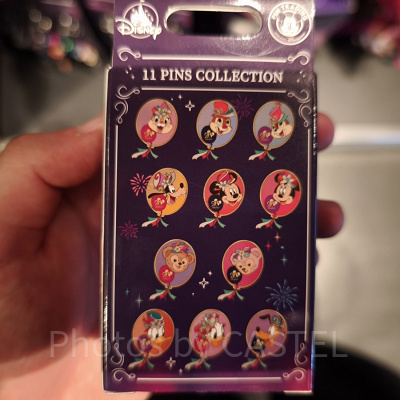 Disney
11 PINS COLLECTION
Photos by CASTEL